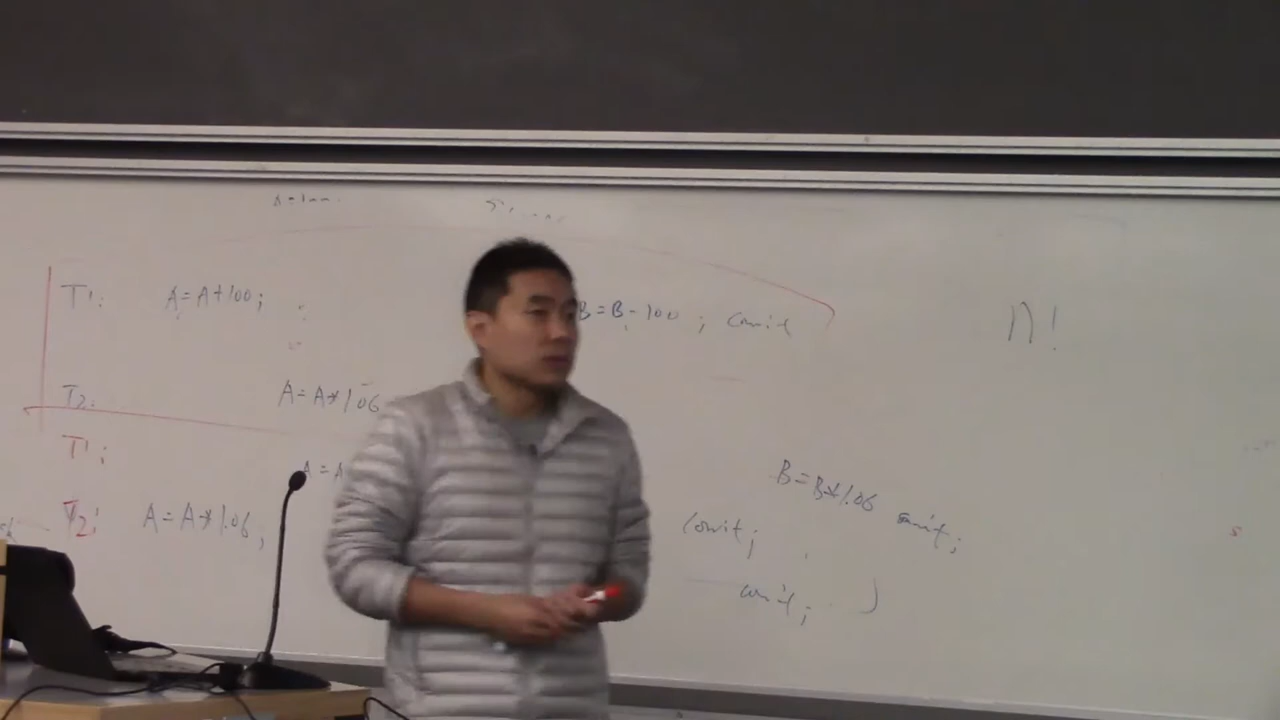 T1: A=A+100; B=B-100 ; Commit
n!
T2: A=A*1.06
T1; A=A
B=B*1.06 commit;
T2: A=A*1.06, commit;
commit; )